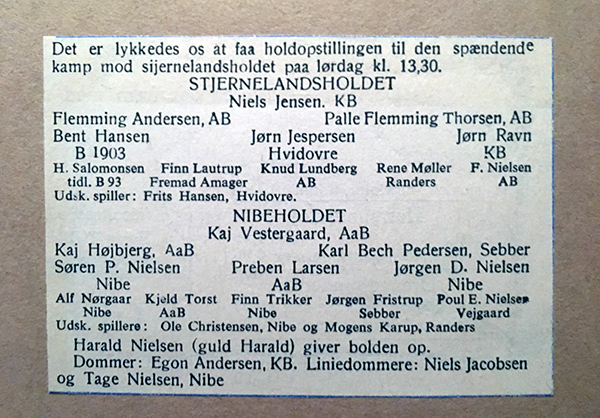 Det er lykkedes os at faa holdopstillingen til den spændende
kamp mod sijernelandsholdet paa lørdag kl. 13,30.
STJERNELANDSHOLDET
Niels Jensen. KB
Flemming Andersen, AB Palle Flemming Thorsen, AB
Bent Hansen Jørn Jespersen Jørn Ravn
B 1903 Hvidovre KB
H. Salomonsen Finn Lautrup Knud Lundberg Rene Møller F. Nielsen
tidl. B 93 Fremad Amager AB Randers AB
Udsk. spiller: Frits Hansen, Hvidovre.
NIBEHOLDET
Kaj Vestergaard, AaB
Kaj Højbjerg, AaB Karl Bech Pedersen, Sebber
Søren P. Nielsen Preben Larsen Jørgen D. Nielsen
Nibe AaB Nibe
Alf Nørgaar Kjeld Torst Finn Trikker Jørgen Fristrup Poul E. Nielsen
Nibe AaB Nibe Sebber Vejgaard
Udsk. spillere: Ole Christensen, Nibe og Mogens Karup, Randers
Harald Nielsen (guld Harald) giver bolden op.
Dommer: Egon Andersen, KB. Liniedommere: Niels Jacobsen
og Tage Nielsen, Nibe